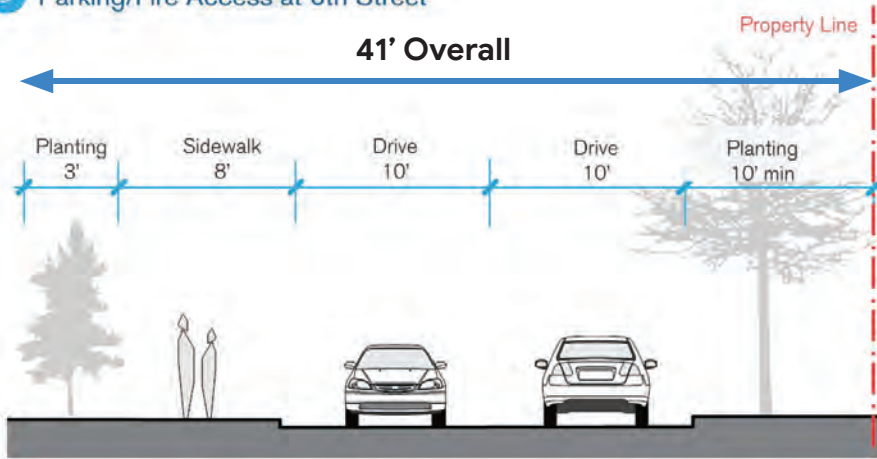 Parking/Fire Access at 6th Street
Property Line
41’ Overall
Planting
3'
Sidewalk
8'
Drive
10'
Drive
10'
Planting
10' min